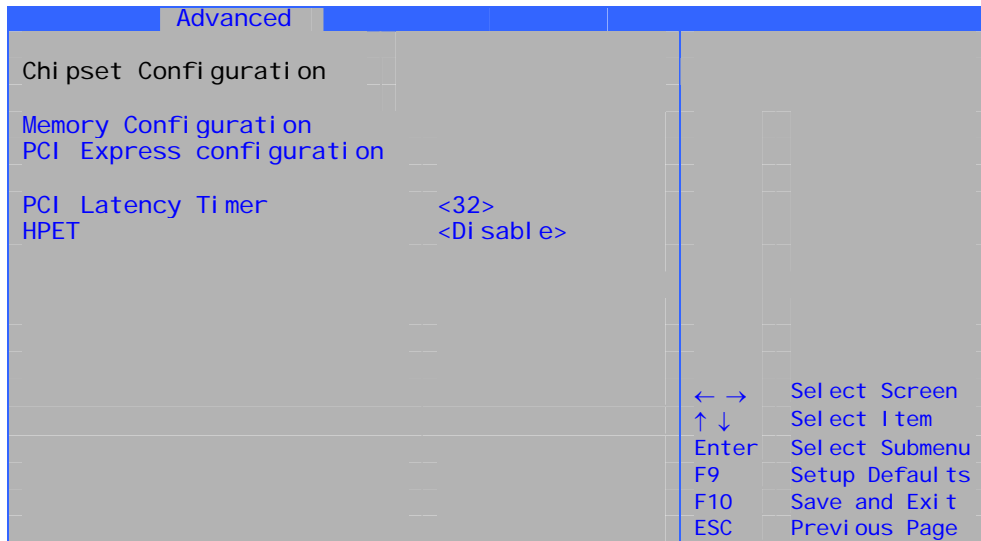 Advanced
Chipset Configuration
Memory Configuration
PCI Express configuration
PCI Latency Timer <32>
HPET <Disable>
← → Select Screen
↑ ↓ Select Item
Enter Select Submenu
F9 Setup Defaults
F10 Save and Exit
ESC Previous Page